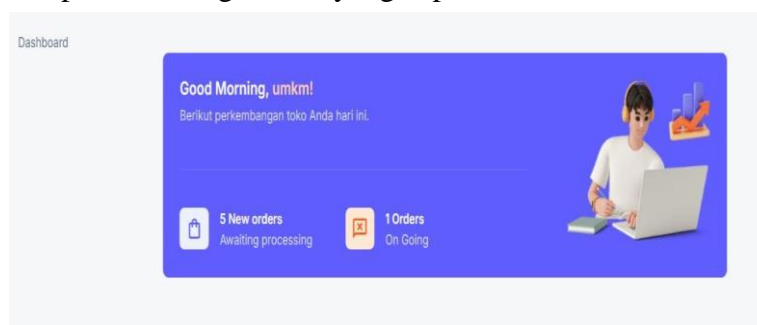 Dashboard
Good Morning, umkm!
Berikut perkembangan toko Anda hari ini.
5 New orders
Awaiting processing
1 Orders
On Going